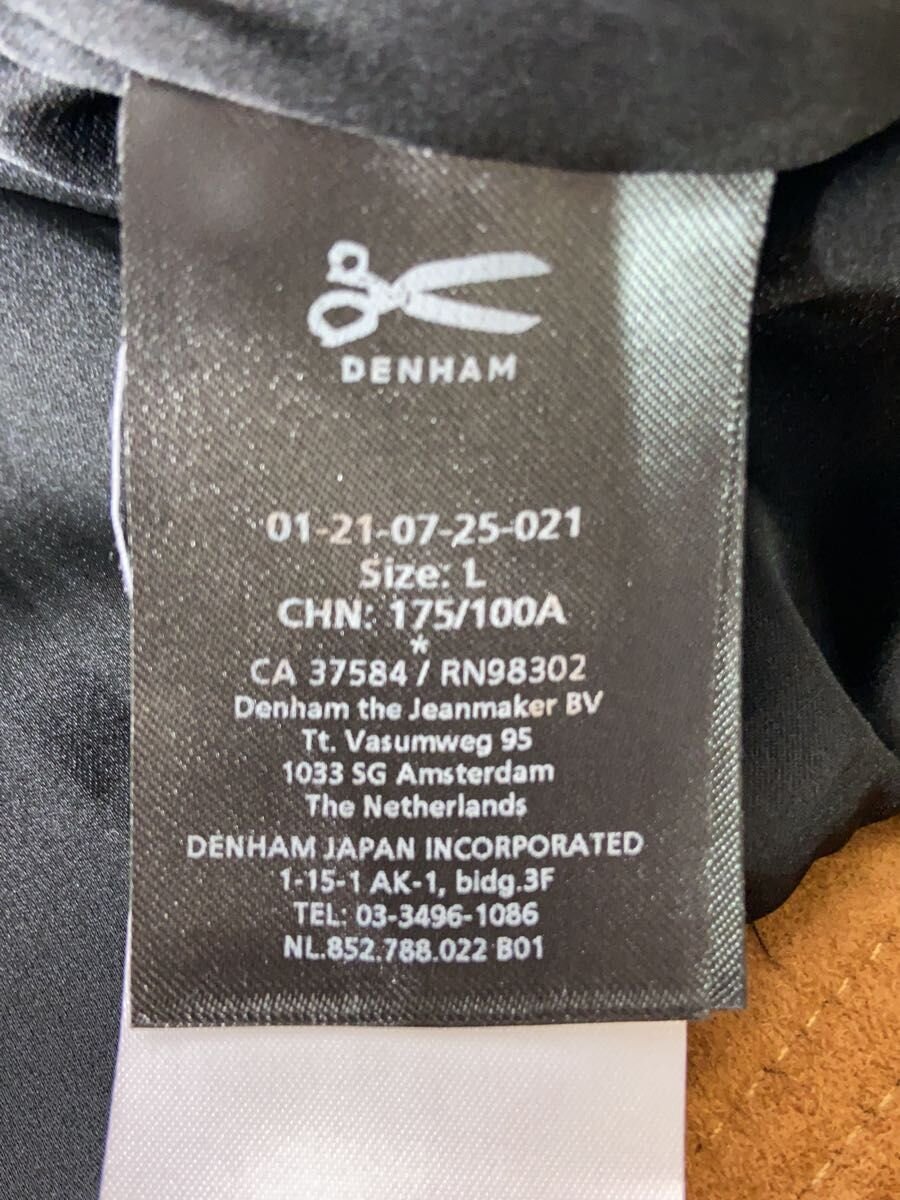 DENHAM
01-21-07-25-021
Size: L
CHN: 175/100A
*
CA 37584 / RN98302
Denham the Jeanmaker BV
Tt. Vasumweg 95
1033 SG Amsterdam
The Netherlands
DENHAM JAPAN INCORPORATED
1-15-1 AK-1, bldg.3F
TEL: 03-3496-1086
NL.852.788.022 B01